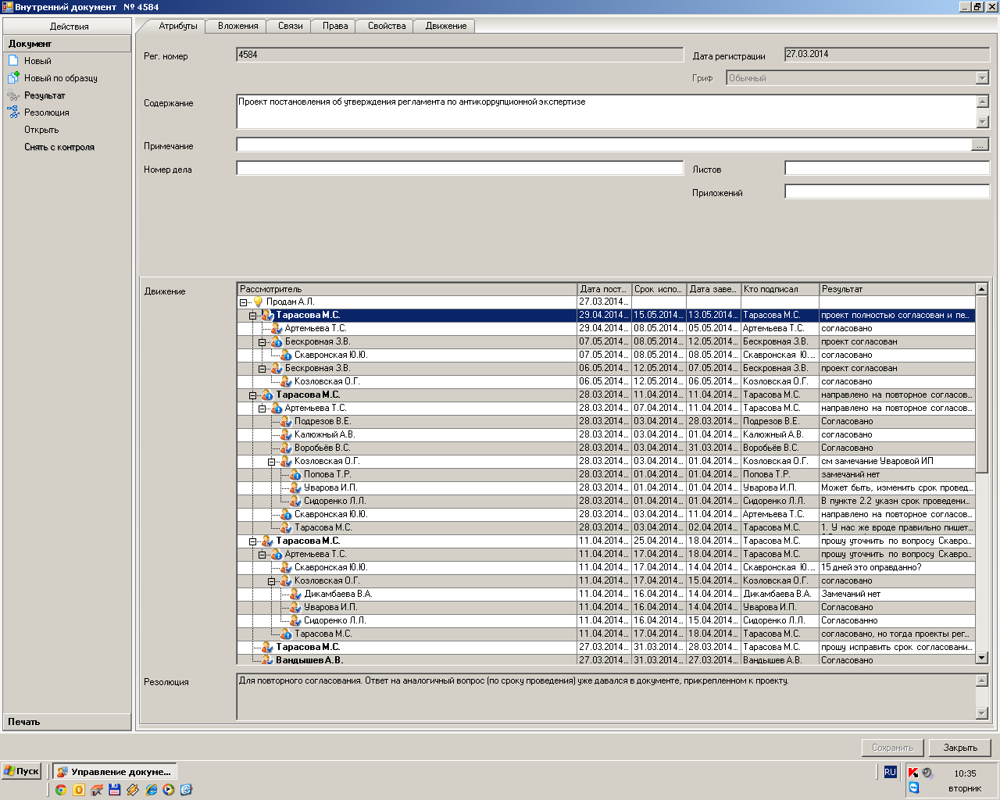 Внутренний документ № 4584
Действия
Документ
Новый
Новый по образцу
Результат
Резолюция
Открыть
Снять с контроля
Печать
Атрибуты Вложения Связи Права Свойства Движение
Рег. номер 4584 Дата регистрации 27.03.2014
Гриф Обычный
Содержание Проект постановления об утверждения регламента по антикоррупционной экспертизе
Примечание ...
Номер дела Листов
Приложений
Движение
Рассмотритель Дата пост... Срок испо... Дата заве... Кто подписал Результат
Продан А.Л. 27.03.2014...
Тарасова М.С. 29.04.2014... 15.05.2014... 13.05.2014... Тарасова М.С. проект полностью согласован и пе...
Артемьева Т.С. 29.04.2014... 08.05.2014... 05.05.2014... Артемьева Т.С. согласовано
Бескровная З.В. 07.05.2014... 08.05.2014... 12.05.2014... Бескровная З.В. проект согласован
Скавронская Ю.Ю. 07.05.2014... 08.05.2014... 08.05.2014... Скавронская Ю.... согласовано
Бескровная З.В. 06.05.2014... 12.05.2014... 07.05.2014... Бескровная З.В. проект согласован
Козловская О.Г. 06.05.2014... 12.05.2014... 06.05.2014... Козловская О.Г. согласовано
Тарасова М.С. 28.03.2014... 11.04.2014... 11.04.2014... Тарасова М.С. направлено на повторное согласов...
Артемьева Т.С. 28.03.2014... 07.04.2014... 11.04.2014... Тарасова М.С. направлено на повторное согласов...
Подрезов В.Е. 28.03.2014... 03.04.2014... 28.03.2014... Подрезов В.Е. Согласовано
Калюжный А.В. 28.03.2014... 03.04.2014... 01.04.2014... Калюжный А.В. согласовано
Воробьёв В.С. 28.03.2014... 03.04.2014... 31.03.2014... Воробьёв В.С. Согласовано
Козловская О.Г. 28.03.2014... 03.04.2014... 01.04.2014... Козловская О.Г. см замечание Уваровой ИП
Попова Т.Р. 28.03.2014... 01.04.2014... 01.04.2014... Попова Т.Р. замечаний нет
Уварова И.П. 28.03.2014... 01.04.2014... 01.04.2014... Уварова И.П. Может быть, изменить срок провед...
Сидоренко Л.Л. 28.03.2014... 01.04.2014... 01.04.2014... Сидоренко Л.Л. В пункте 2.2 указн срок проведени...
Скавронская Ю.Ю. 28.03.2014... 03.04.2014... 11.04.2014... Артемьева Т.С. направлено на повторное согласов...
Тарасова М.С. 28.03.2014... 03.04.2014... 02.04.2014... Тарасова М.С. 1. У нас же вроде правильно пишет...
Тарасова М.С. 11.04.2014... 25.04.2014... 18.04.2014... Тарасова М.С. прошу уточнить по вопросу Скавро...
Артемьева Т.С. 11.04.2014... 17.04.2014... 18.04.2014... Тарасова М.С. прошу уточнить по вопросу Скавро...
Скавронская Ю.Ю. 11.04.2014... 17.04.2014... 14.04.2014... Скавронская Ю.... 15 дней это оправданно?
Козловская О.Г. 11.04.2014... 17.04.2014... 15.04.2014... Козловская О.Г. согласовано
Дикамбаева В.А. 11.04.2014... 16.04.2014... 14.04.2014... Дикамбаева В.А. Замечаний нет
Уварова И.П. 11.04.2014... 16.04.2014... 14.04.2014... Уварова И.П. Согласовано
Сидоренко Л.Л. 11.04.2014... 16.04.2014... 15.04.2014... Сидоренко Л.Л. Согласованно
Тарасова М.С. 11.04.2014... 17.04.2014... 18.04.2014... Тарасова М.С. согласовано, но тогда проекты рег...
Тарасова М.С. 27.03.2014... 31.03.2014... 28.03.2014... Тарасова М.С. прошу исправить срок согласовани...
Вандышев А.В. 27.03.2014... 31.03.2014... 27.03.2014... Вандышев А.В. Согласовано
Резолюция Для повторного согласования. Ответ на аналогичный вопрос (по сроку проведения) уже давался в документе, прикрепленном к проекту.
Сохранить Закрыть
Пуск Управление докуме... RU 10:35
вторник